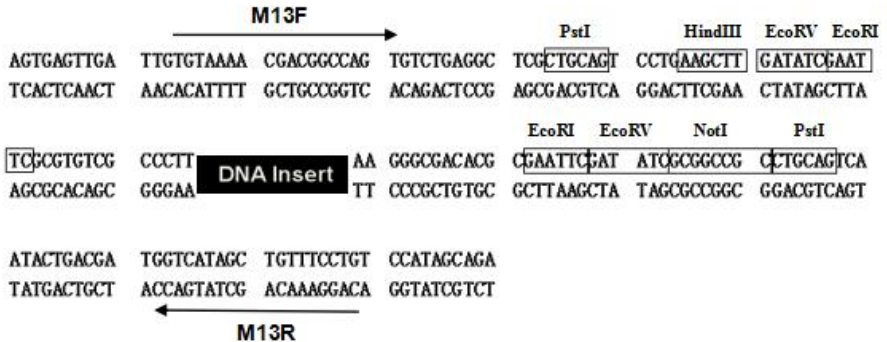 M13F
PstI HindIII EcoRV EcoRI
AGTGAGTTGA TTGTGTAAAA CGACGGCCAG TGTCTGAGGC TCGCTGCAGT CCTGAAGCTT GATATCGAAT
TCACTCAACT AACACATTTT GCTGCCGGTC ACAGACTCCG AGCGACGTCA GGACTTCGAA CTATAGCTTA
EcoRI EcoRV NotI PstI
TCGCGTGTCG CCCTT DNA Insert AA GGGCGACACG CGAATTCGAT ATCGCGGCCG CCTGCAGTCA
AGCGCACAGC GGGAA TT CCCGCTGTGC GCTTAAGCTA TAGCGCCGGC GGACGTCAGT
ATACTGACGA TGGTCATAGC TGTTTCCTGT CCATAGCAGA
TATGACTGCT ACCAGTATCG ACAAAGGACA GGTATCGTCT
M13R